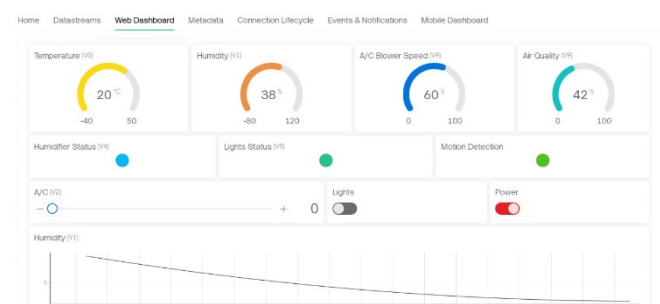 Home Datastreams Web Dashboard Metadata Connection Lifecycle Events & Notifications Mobile Dashboard
Temperature (V0) Humidity (V1) A/C Blower Speed (V9) Air Quality (V9)
20 °C 38 % 60 % 42 %
-40 50 -80 120 0 100 0 100
Humidifier Status (V4) Lights Status (V5) Motion Detection
A/C (V2) Lights Power
− + 0
Humidity (V1)